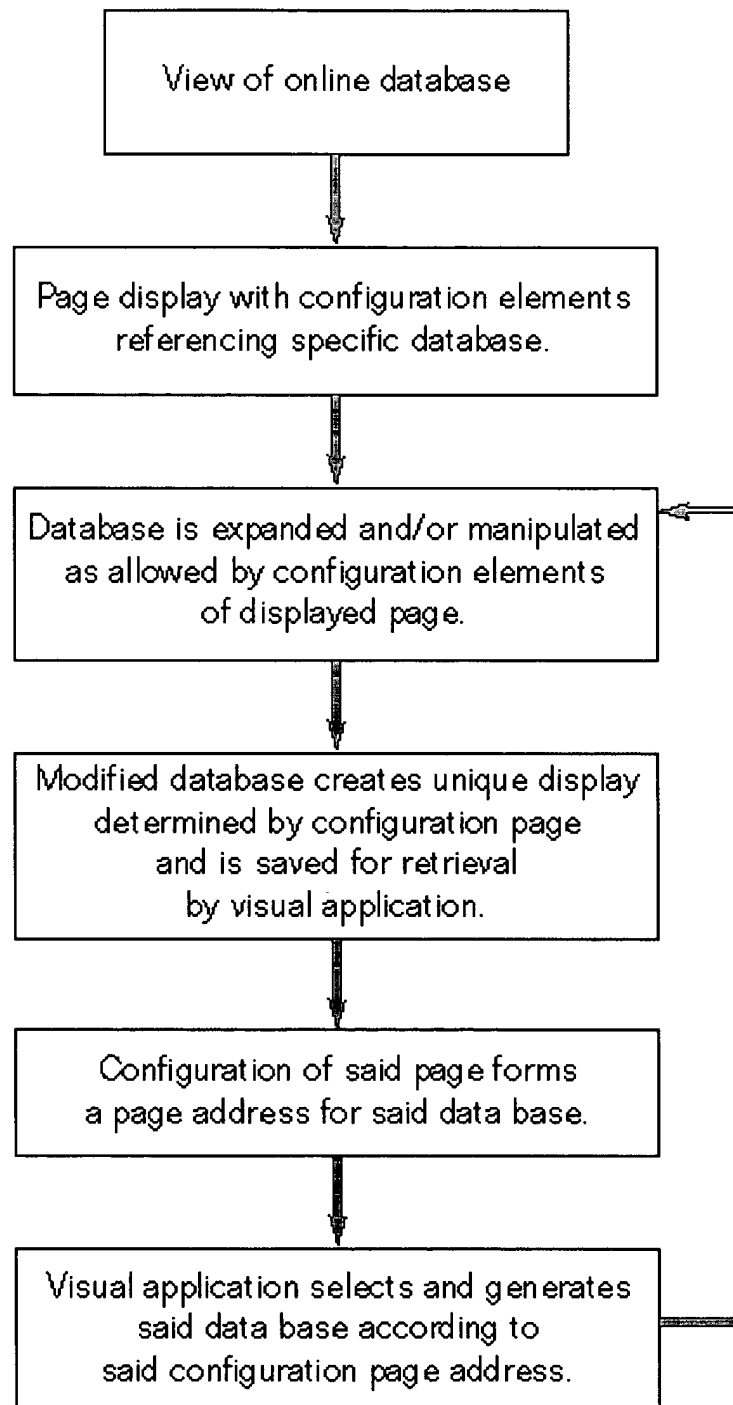 View of online database
Page display with configuration elements
referencing specific database.
Database is expanded and/or manipulated
as allowed by configuration elements
of displayed page.
Modified database creates unique display
determined by configuration page
and is saved for retrieval
by visual application.
Configuration of said page forms
a page address for said data base.
Visual application selects and generates
said data base according to
said configuration page address.